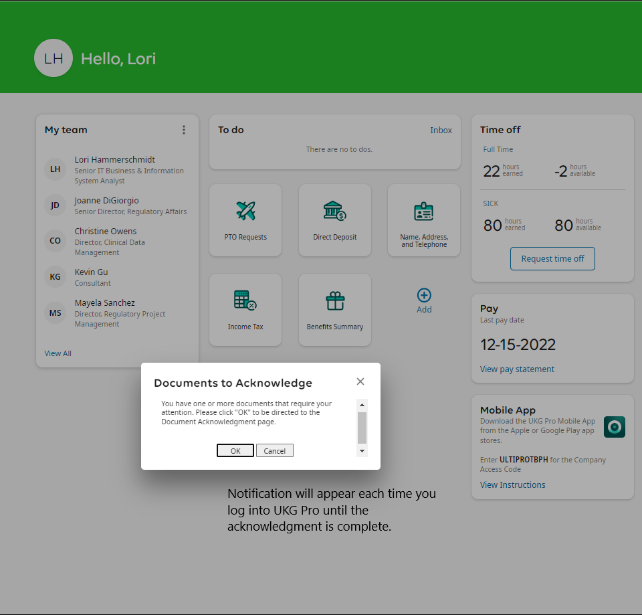 LH
Hello, Lori
My team
LH
Lori Hammerschmidt
Senior IT Business & Information
System Analyst
JD
Joanne DiGiorgio
Senior Director, Regulatory Affairs
CO
Christine Owens
Director, Clinical Data
Management
KG
Kevin Gu
Consultant
MS
Mayela Sanchez
Director, Regulatory Project
Management
View All
To do
Inbox
There are no to dos.
PTO Requests
Direct Deposit
Name, Address,
and Telephone
Income Tax
Benefits Summary
Add
Time off
Full Time
22 hours earned
-2 hours available
SICK
80 hours earned
80 hours available
Request time off
Pay
Last pay date
12-15-2022
View pay statement
Mobile App
Download the UKG Pro Mobile App
from the Apple or Google Play app
stores.
Enter ULTIPROTBPH for the Company
Access Code
View Instructions
Documents to Acknowledge
You have one or more documents that require your
attention. Please click "OK" to be directed to the
Document Acknowledgment page.
OK
Cancel
Notification will appear each time you
log into UKG Pro until the
acknowledgment is complete.